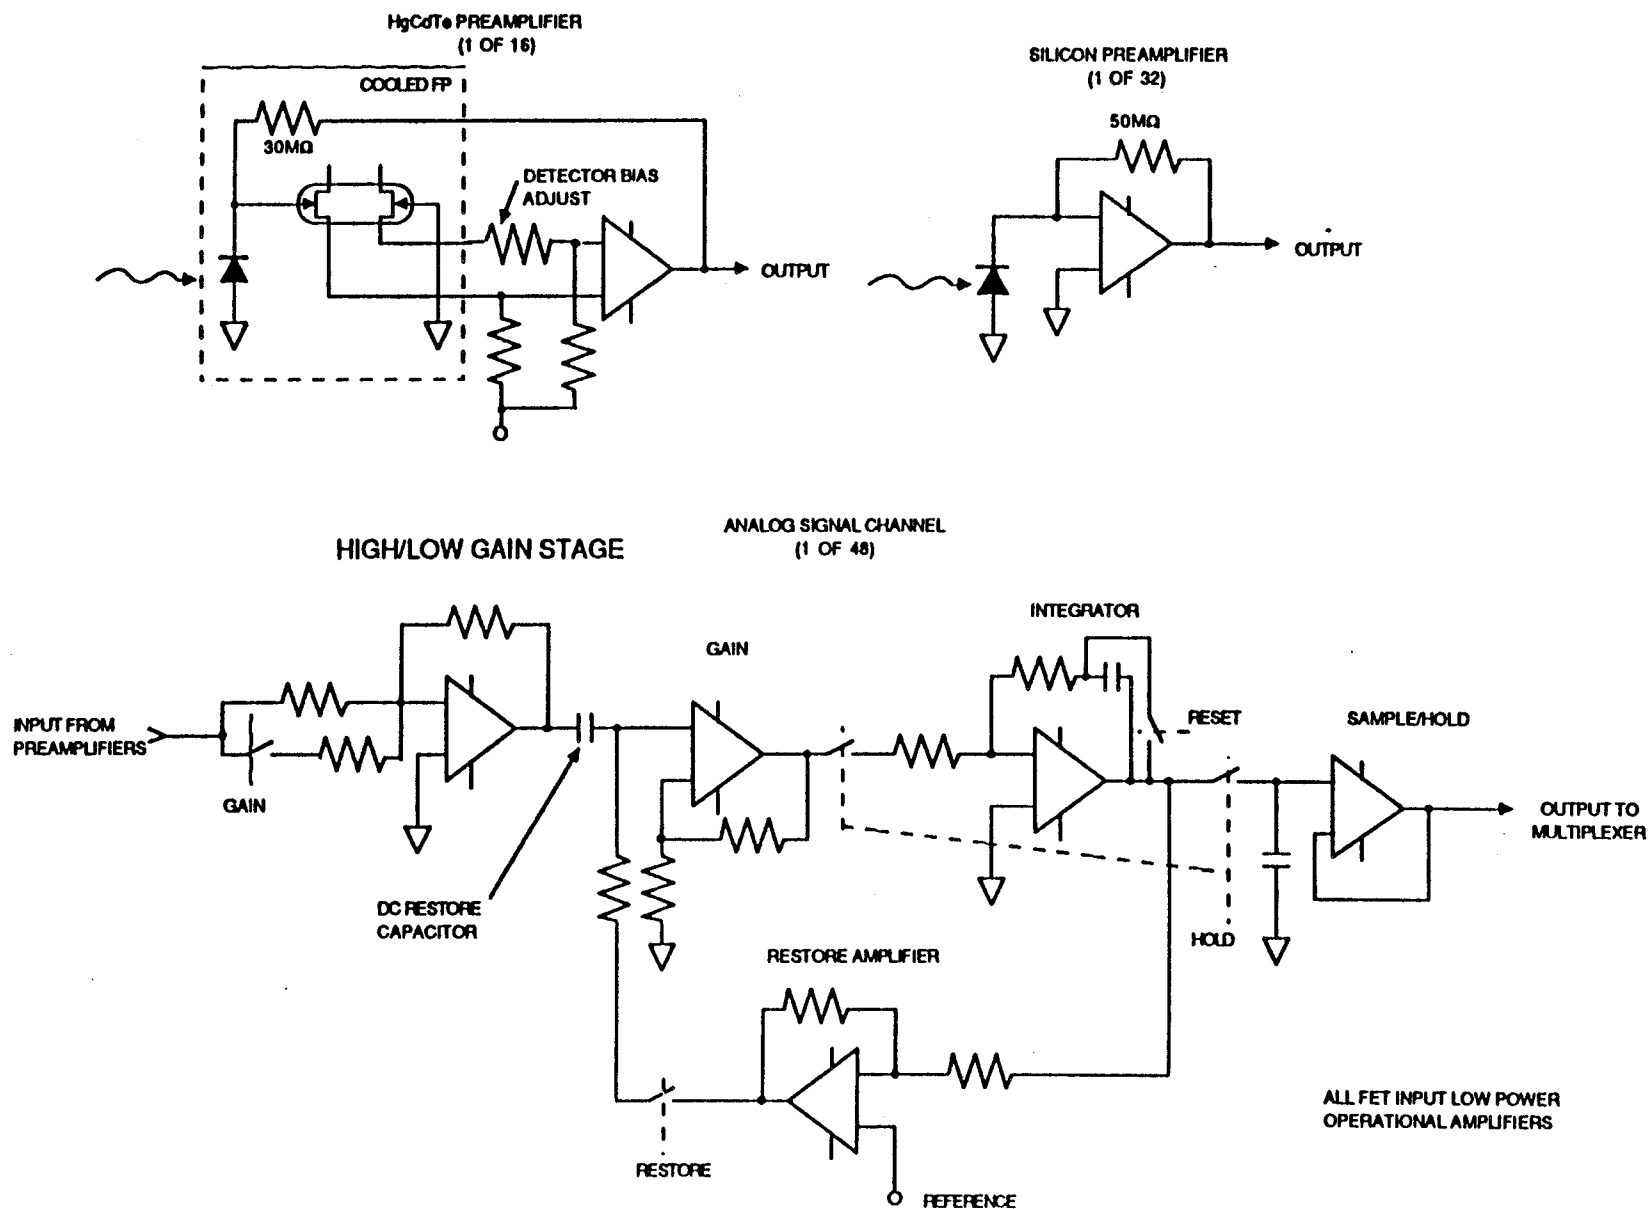 HgCdTe PREAMPLIFIER
(1 OF 16)
COOLED FP
30MΩ
DETECTOR BIAS
ADJUST
OUTPUT
SILICON PREAMPLIFIER
(1 OF 32)
50MΩ
OUTPUT
ANALOG SIGNAL CHANNEL
(1 OF 48)
HIGH/LOW GAIN STAGE
INPUT FROM
PREAMPLIFIERS
GAIN
DC RESTORE
CAPACITOR
GAIN
INTEGRATOR
RESET
SAMPLE/HOLD
HOLD
OUTPUT TO
MULTIPLEXER
RESTORE AMPLIFIER
RESTORE
REFERENCE
ALL FET INPUT LOW POWER
OPERATIONAL AMPLIFIERS